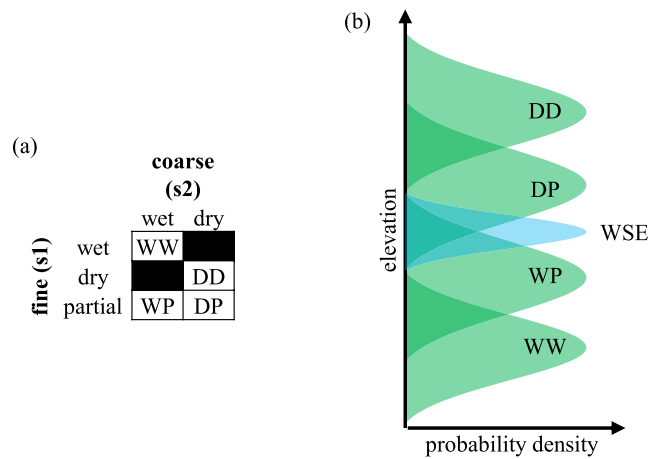 (a)
coarse
(s2)
wet dry
fine (s1)
wet WW
dry DD
partial WP DP
(b)
elevation
DD
DP
WSE
WP
WW
probability density